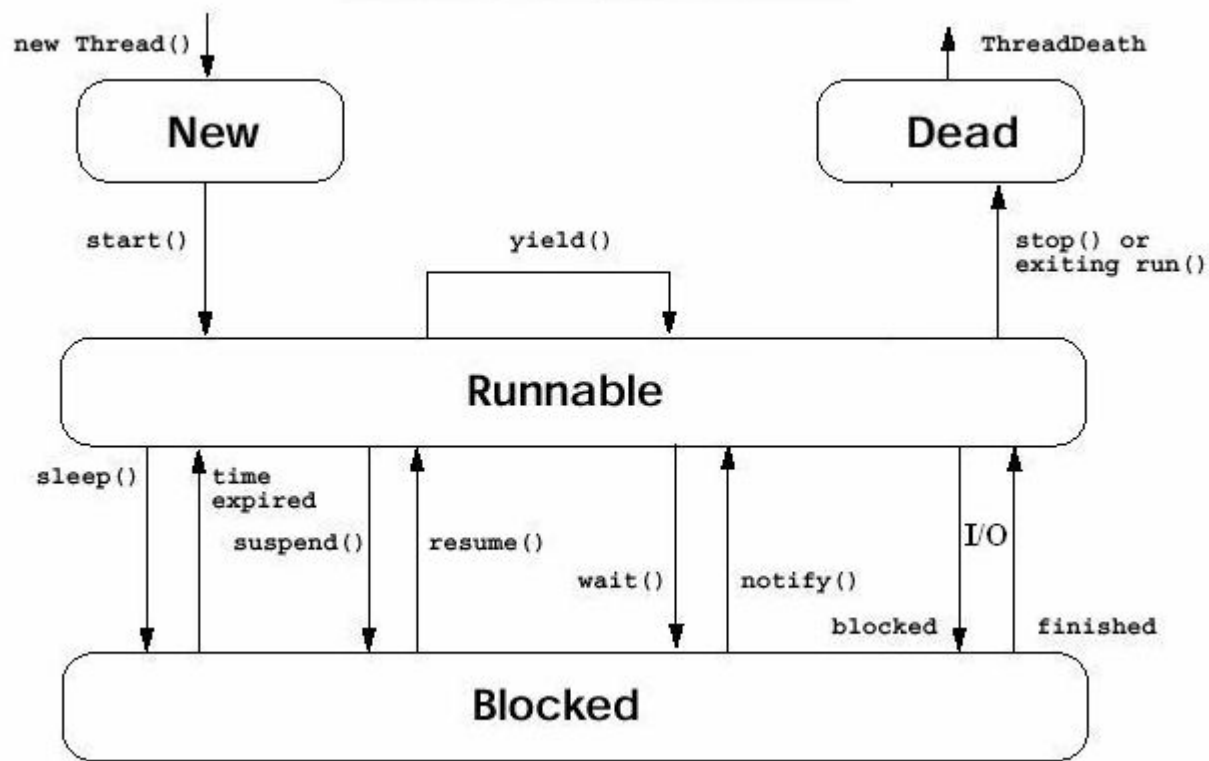 new Thread()
ThreadDeath
New
Dead
start()
yield()
stop() or
exiting run()
Runnable
sleep()
time
expired
suspend()
resume()
I/O
wait()
notify()
blocked
finished
Blocked